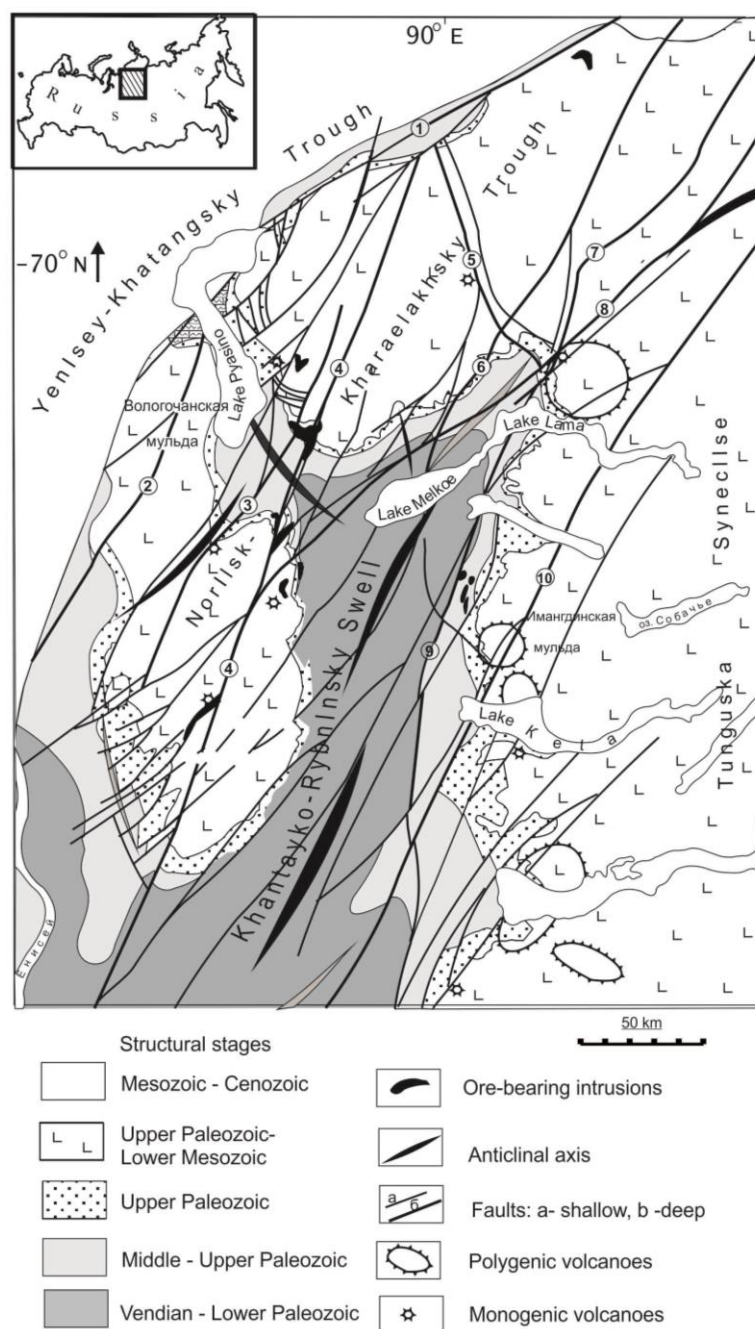 90° E
Russia
Trough
Trough
YenIsey-Khatangsky
–70° N
Kharaelakhsky
Lake Pyasino
Вологочанская
мульда
Lake Lama
Lake Melkoe
NorIlsk
KhantayKo-RybnInsky Swell
SyneclIse
Tunguska
оз. Собачье
Имангдинская
мульда
Lake Keta
Енисей
1
2
3
4
4
5
6
7
8
9
10
50 km
Structural stages
Mesozoic - Cenozoic
Upper Paleozoic-
Lower Mesozoic
Upper Paleozoic
Middle - Upper Paleozoic
Vendian - Lower Paleozoic
Ore-bearing intrusions
Anticlinal axis
а
б
Faults: a- shallow, b -deep
Polygenic volcanoes
Monogenic volcanoes